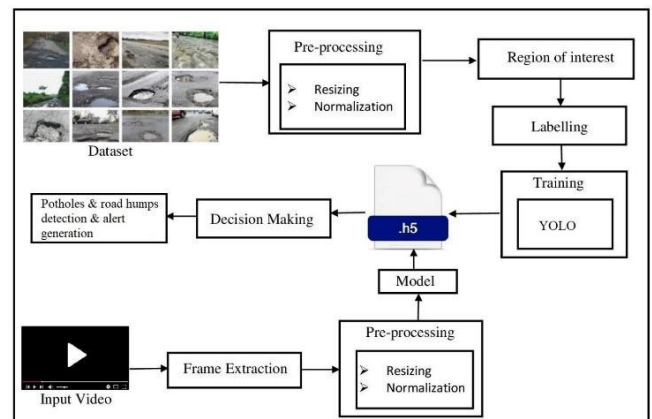 Pre-processing
➢ Resizing
➢ Normalization
Region of interest
Dataset
Labelling
Training
YOLO
Potholes & road humps
detection & alert
generation
Decision Making
.h5
Model
Pre-processing
➢ Resizing
➢ Normalization
Frame Extraction
Input Video